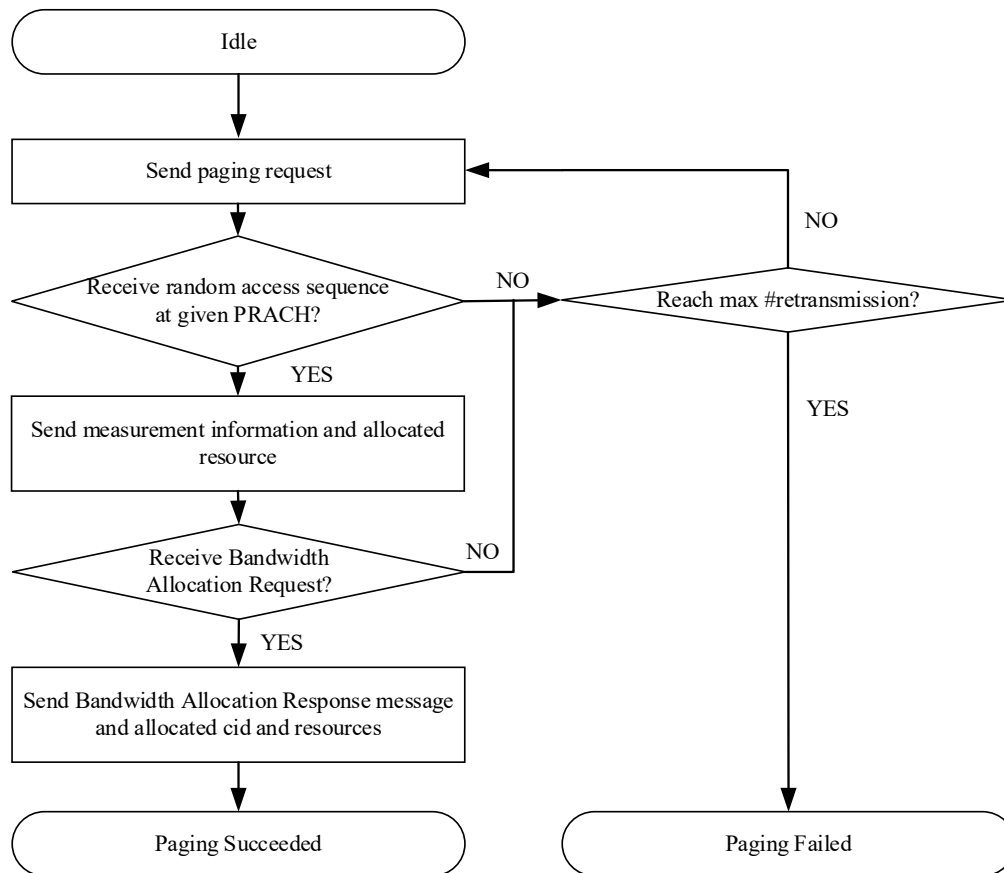 Idle
Send paging request
NO
Receive random access sequence
at given PRACH?
NO
Reach max #retransmission?
YES
YES
Send measurement information and allocated
resource
Receive Bandwidth
Allocation Request?
NO
YES
Send Bandwidth Allocation Response message
and allocated cid and resources
Paging Succeeded
Paging Failed